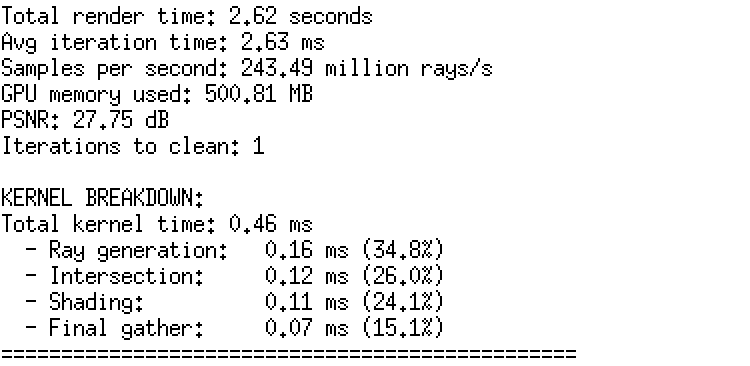 Total render time: 2.62 seconds
Avg iteration time: 2.63 ms
Samples per second: 243.49 million rays/s
GPU memory used: 500.81 MB
PSNR: 27.75 dB
Iterations to clean: 1

KERNEL BREAKDOWN:
Total kernel time: 0.46 ms
  - Ray generation:   0.16 ms (34.8%)
  - Intersection:     0.12 ms (26.0%)
  - Shading:          0.11 ms (24.1%)
  - Final gather:     0.07 ms (15.1%)
================================================